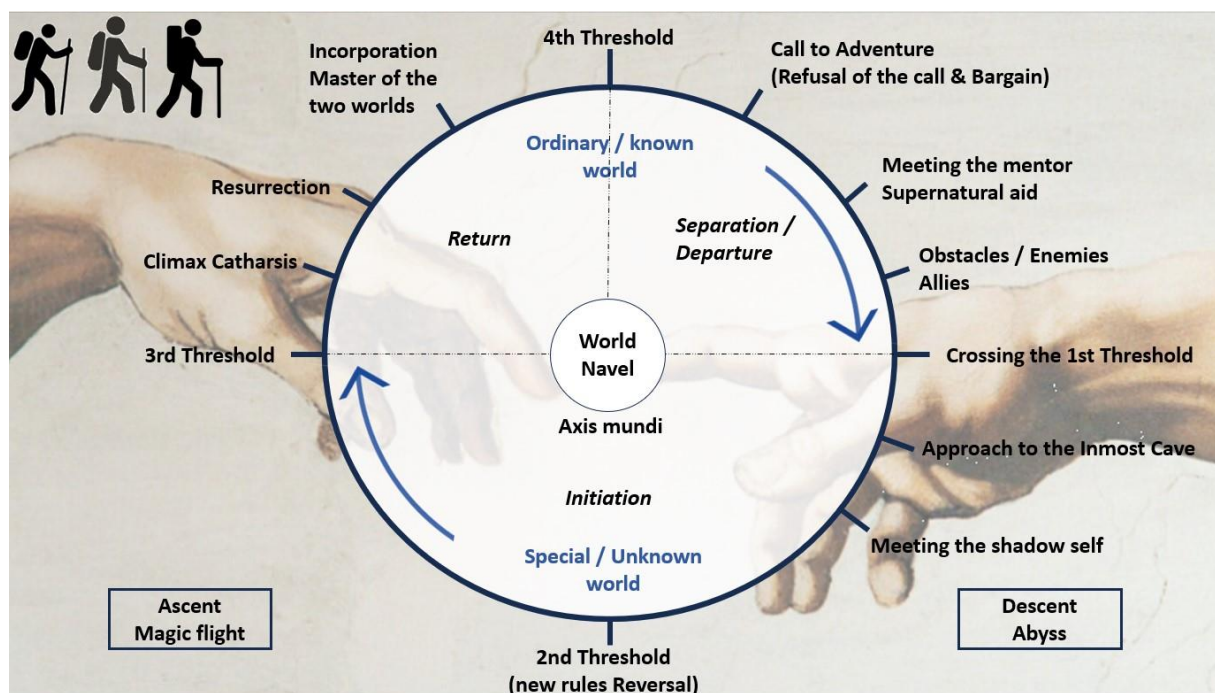 4th Threshold
Call to Adventure
(Refusal of the call & Bargain)
Meeting the mentor
Supernatural aid
Obstacles / Enemies
Allies
Crossing the 1st Threshold
Approach to the Inmost Cave
Meeting the shadow self
Descent
Abyss
2nd Threshold
(new rules Reversal)
Ascent
Magic flight
3rd Threshold
Climax Catharsis
Resurrection
Incorporation
Master of the
two worlds
Ordinary / known
world
Separation /
Departure
Return
World
Navel
Axis mundi
Initiation
Special / Unknown
world